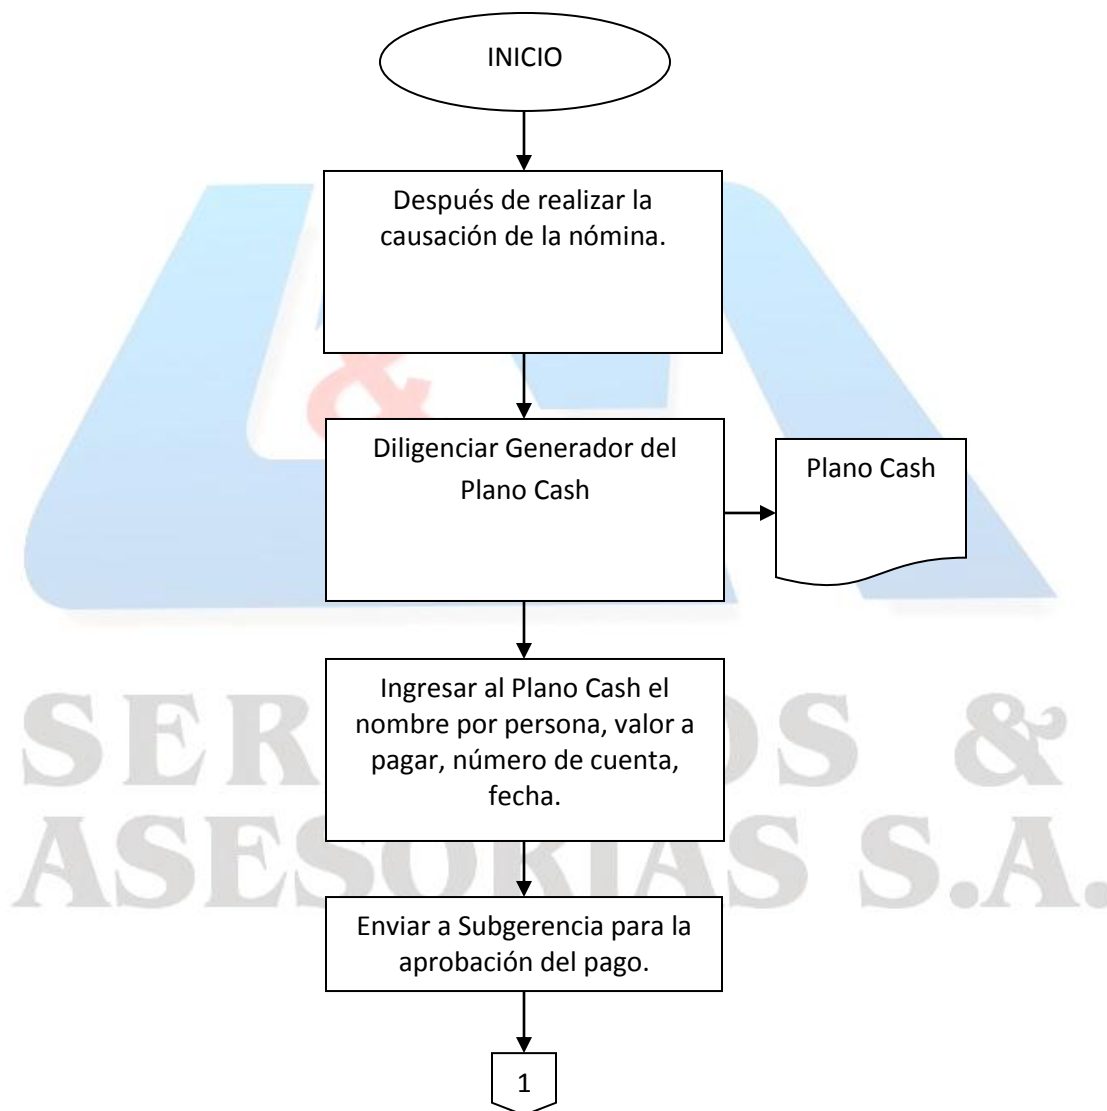 INICIO
Después de realizar la
causación de la nómina.
&
Diligenciar Generador del
Plano Cash
Plano Cash
Ingresar al Plano Cash el
nombre por persona, valor a
pagar, número de cuenta,
fecha.
SER OS &
ASESORIAS S.A.
Enviar a Subgerencia para la
aprobación del pago.
1